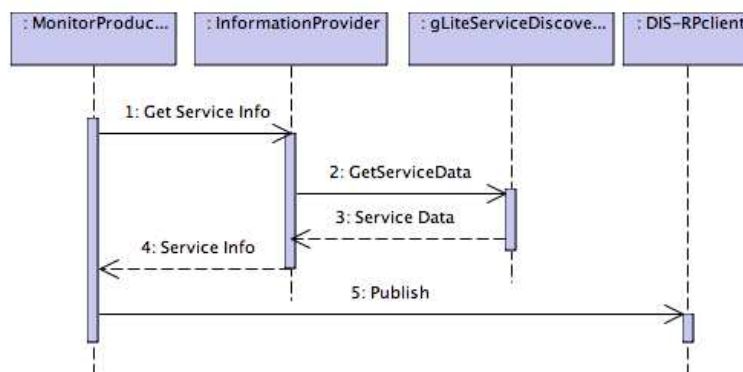 : MonitorProduc...
: InformationProvider
: gLiteServiceDiscove...
: DIS-RPclient
1: Get Service Info
2: GetServiceData
3: Service Data
4: Service Info
5: Publish